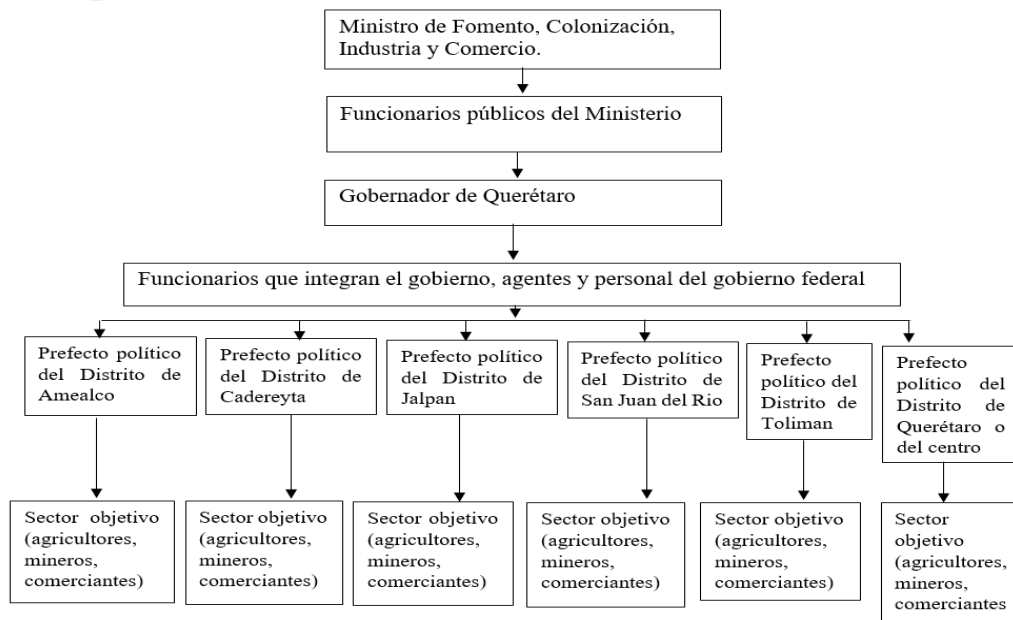 Ministro de Fomento, Colonización,
Industria y Comercio.
Funcionarios públicos del Ministerio
Gobernador de Querétaro
Funcionarios que integran el gobierno, agentes y personal del gobierno federal
Prefecto político
del Distrito de
Amealco
Prefecto político
del Distrito de
Cadereyta
Prefecto político
del Distrito de
Jalpan
Prefecto político
del Distrito de
San Juan del Rio
Prefecto
político del
Distrito de
Toliman
Prefecto
político del
Distrito de
Querétaro o
del centro
Sector objetivo
(agricultores,
mineros,
comerciantes)
Sector objetivo
(agricultores,
mineros,
comerciantes)
Sector objetivo
(agricultores,
mineros,
comerciantes)
Sector objetivo
(agricultores,
mineros,
comerciantes)
Sector objetivo
(agricultores,
mineros,
comerciantes)
Sector
objetivo
(agricultores,
mineros,
comerciantes